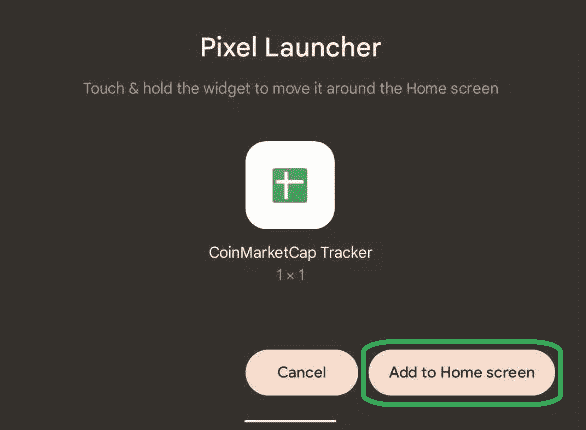 Pixel Launcher
Touch & hold the widget to move it around the Home screen
CoinMarketCap Tracker
1 × 1
Cancel
Add to Home screen